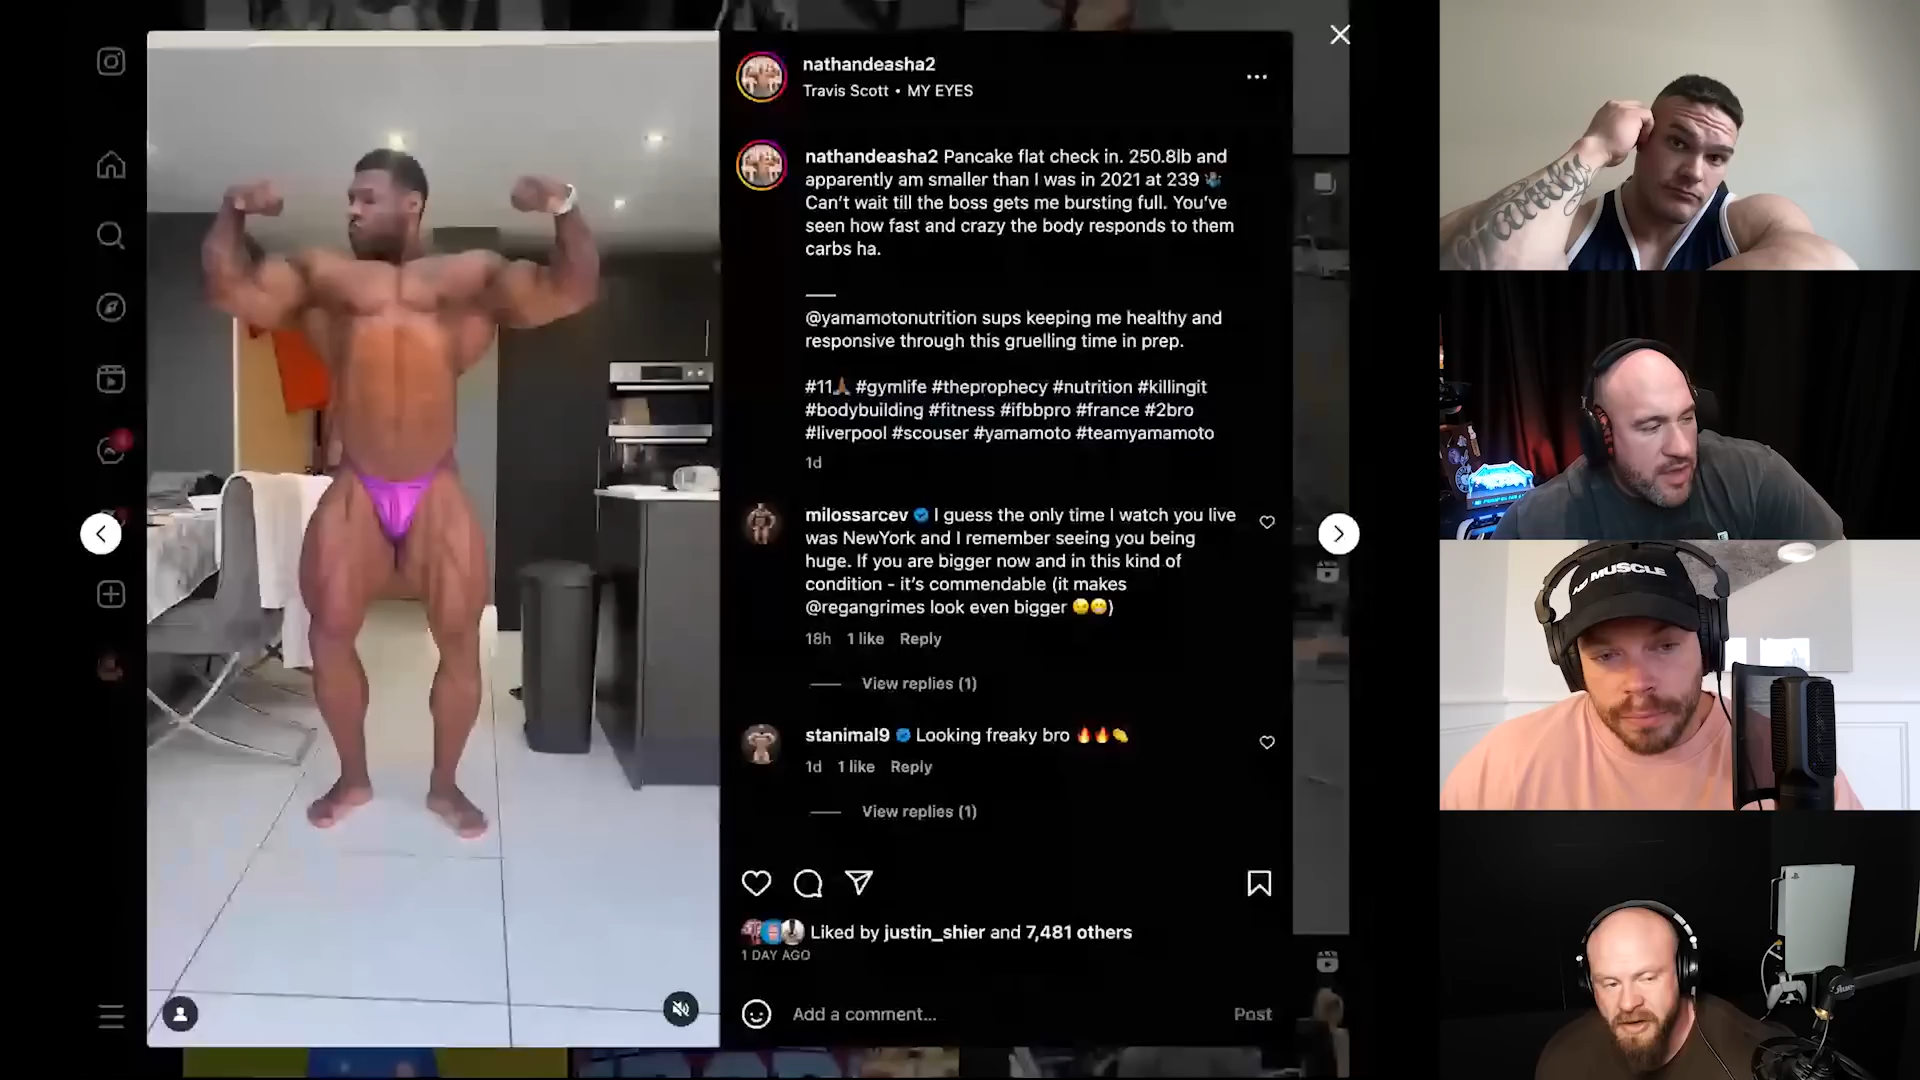 nathandeasha2
Travis Scott • MY EYES
nathandeasha2 Pancake flat check in. 250.8lb and
apparently am smaller than I was in 2021 at 239 🤷🏾‍♂️
Can't wait till the boss gets me bursting full. You've
seen how fast and crazy the body responds to them
carbs ha.
@yamamotonutrition sups keeping me healthy and
responsive through this gruelling time in prep.
#11🙏🏾 #gymlife #theprophecy #nutrition #killingit
#bodybuilding #fitness #ifbbpro #france #2bro
#liverpool #scouser #yamamoto #teamyamamoto
1d
milossarcev I guess the only time I watch you live
was NewYork and I remember seeing you being
huge. If you are bigger now and in this kind of
condition - it's commendable (it makes
@regangrimes look even bigger 😉😁)
18h 1 like Reply
View replies (1)
stanimal9 Looking freaky bro 🔥🔥💪
1d 1 like Reply
View replies (1)
Liked by justin_shier and 7,481 others
1 DAY AGO
Add a comment...
Post
MUSCLE